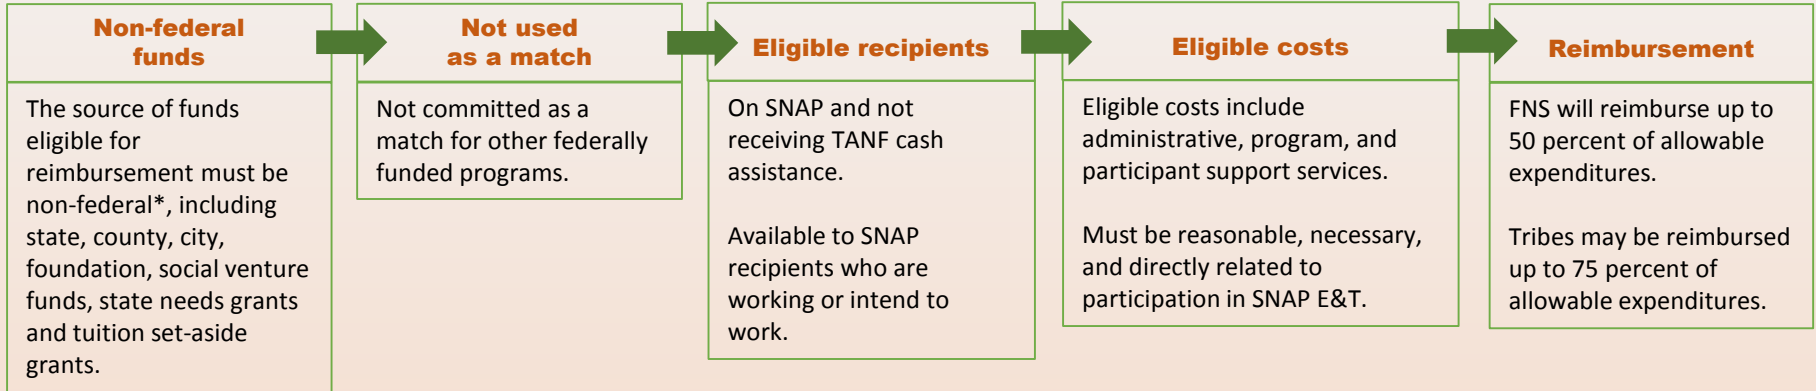 Non-federal
funds
The source of funds
eligible for
reimbursement must be
non-federal*, including
state, county, city,
foundation, social venture
funds, state needs grants
and tuition set-aside
grants.
Not used
as a match
Not committed as a
match for other federally
funded programs.
Eligible recipients
On SNAP and not
receiving TANF cash
assistance.
Available to SNAP
recipients who are
working or intend to
work.
Eligible costs
Eligible costs include
administrative, program, and
participant support services.
Must be reasonable, necessary,
and directly related to
participation in SNAP E&T.
Reimbursement
FNS will reimburse up to
50 percent of allowable
expenditures.
Tribes may be reimbursed
up to 75 percent of
allowable expenditures.